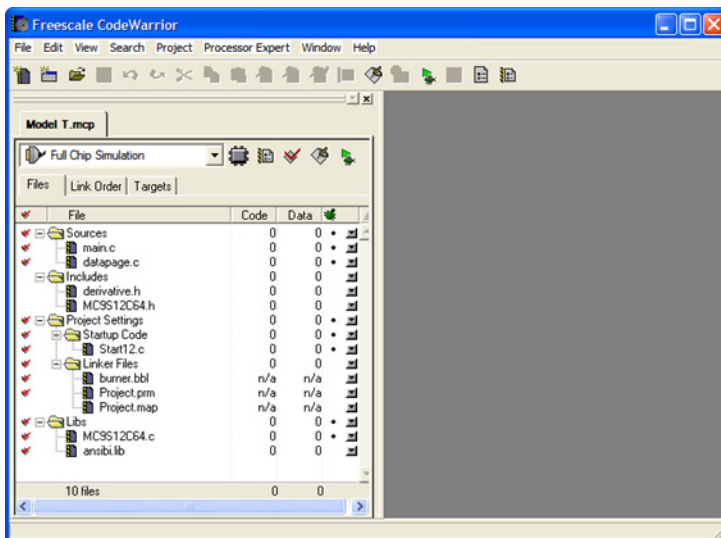 Freescale CodeWarrior
File Edit View Search Project Processor Expert Window Help
Model T.mcp
Full Chip Simulation
Files Link Order Targets
File Code Data
Sources 0 0
main.c 0 0
datapage.c 0 0
Includes 0 0
derivative.h 0 0
MC9S12C64.h 0 0
Project Settings 0 0
Startup Code 0 0
Start12.c 0 0
Linker Files 0 0
burner.bbl n/a n/a
Project.prm n/a n/a
Project.map n/a n/a
Libs 0 0
MC9S12C64.c 0 0
ansibi.lib 0 0
10 files 0 0